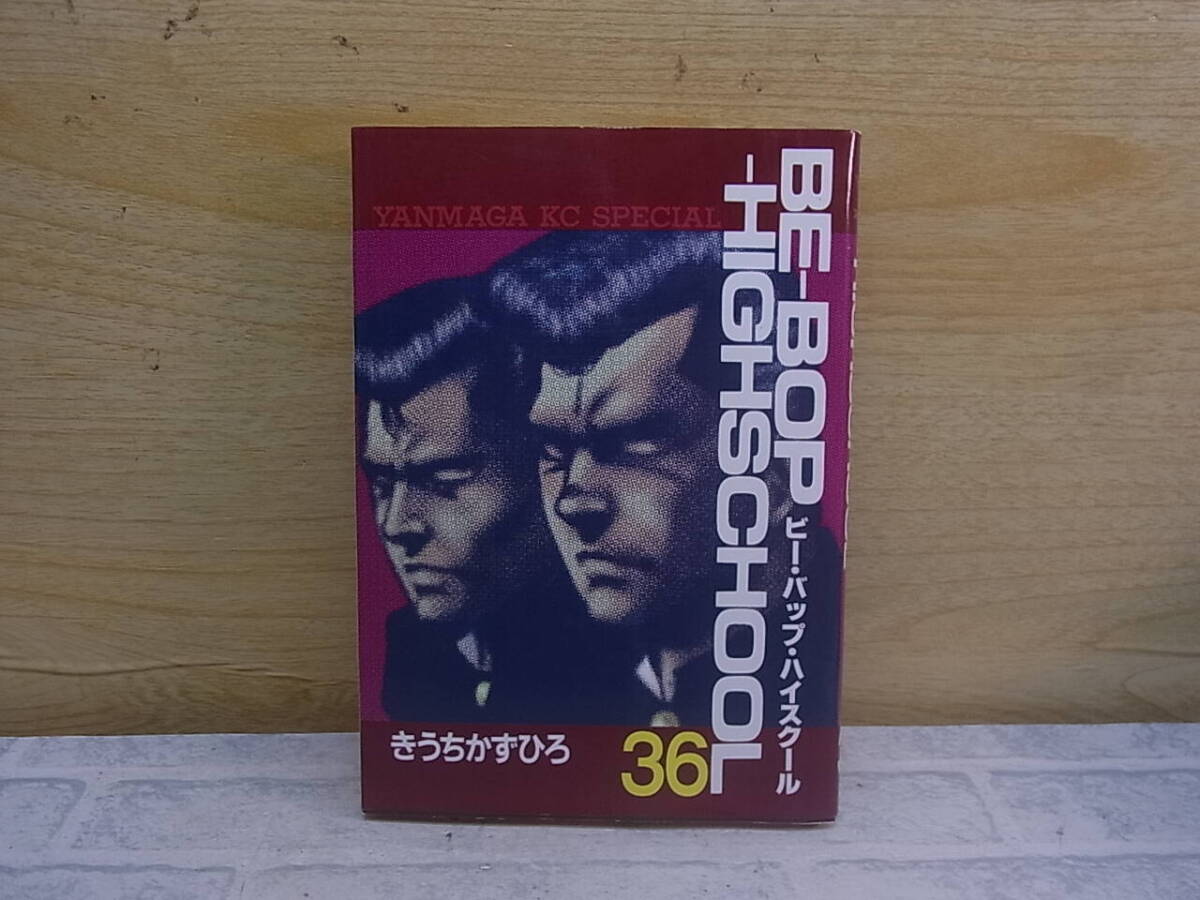 YANMAGA KC SPECIAL
BE-BOP
-HIGHSCHOOL
ビー・バップ・ハイスクール
きうちかずひろ
36